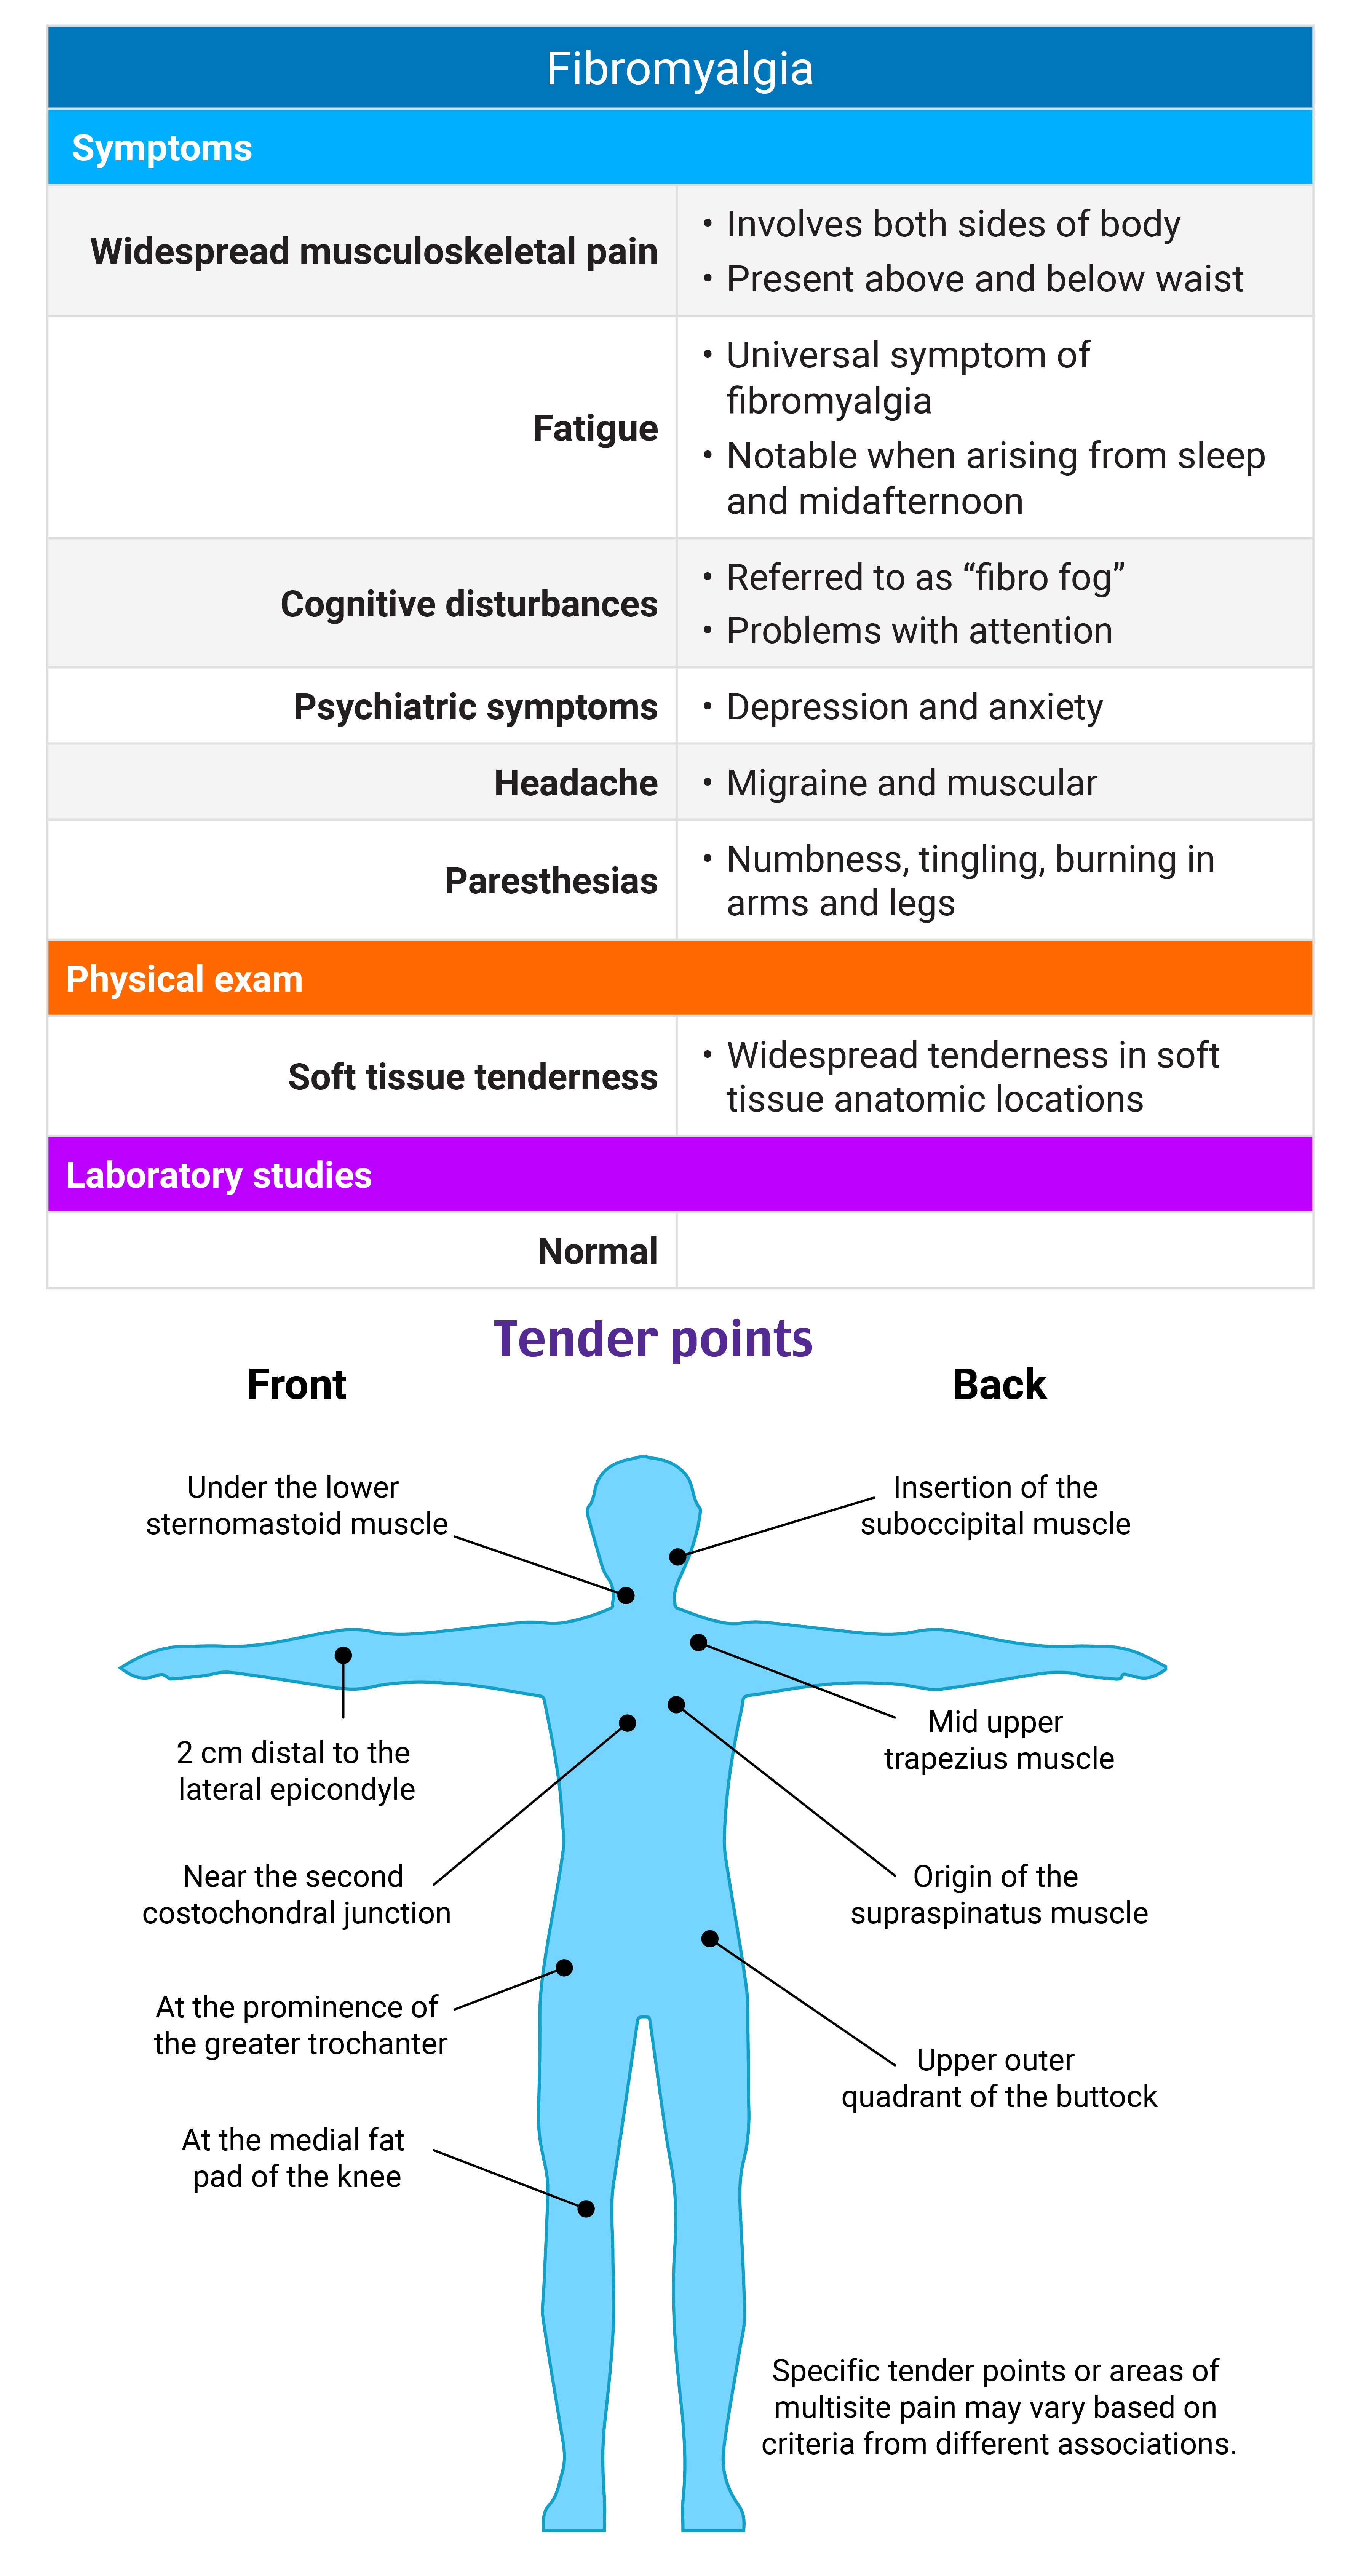 Fibromyalgia
Symptoms
Widespread musculoskeletal pain
• Involves both sides of body
• Present above and below waist
Fatigue
• Universal symptom of
fibromyalgia
• Notable when arising from sleep
and midafternoon
Cognitive disturbances
• Referred to as “fibro fog”
• Problems with attention
Psychiatric symptoms
• Depression and anxiety
Headache
• Migraine and muscular
Paresthesias
• Numbness, tingling, burning in
arms and legs
Physical exam
Soft tissue tenderness
• Widespread tenderness in soft
tissue anatomic locations
Laboratory studies
Normal
Tender points
Front
Under the lower
sternomastoid muscle
2 cm distal to the
lateral epicondyle
Near the second
costochondral junction
At the prominence of
the greater trochanter
At the medial fat
pad of the knee
Back
Insertion of the
suboccipital muscle
Mid upper
trapezius muscle
Origin of the
supraspinatus muscle
Upper outer
quadrant of the buttock
Specific tender points or areas of
multisite pain may vary based on
criteria from different associations.